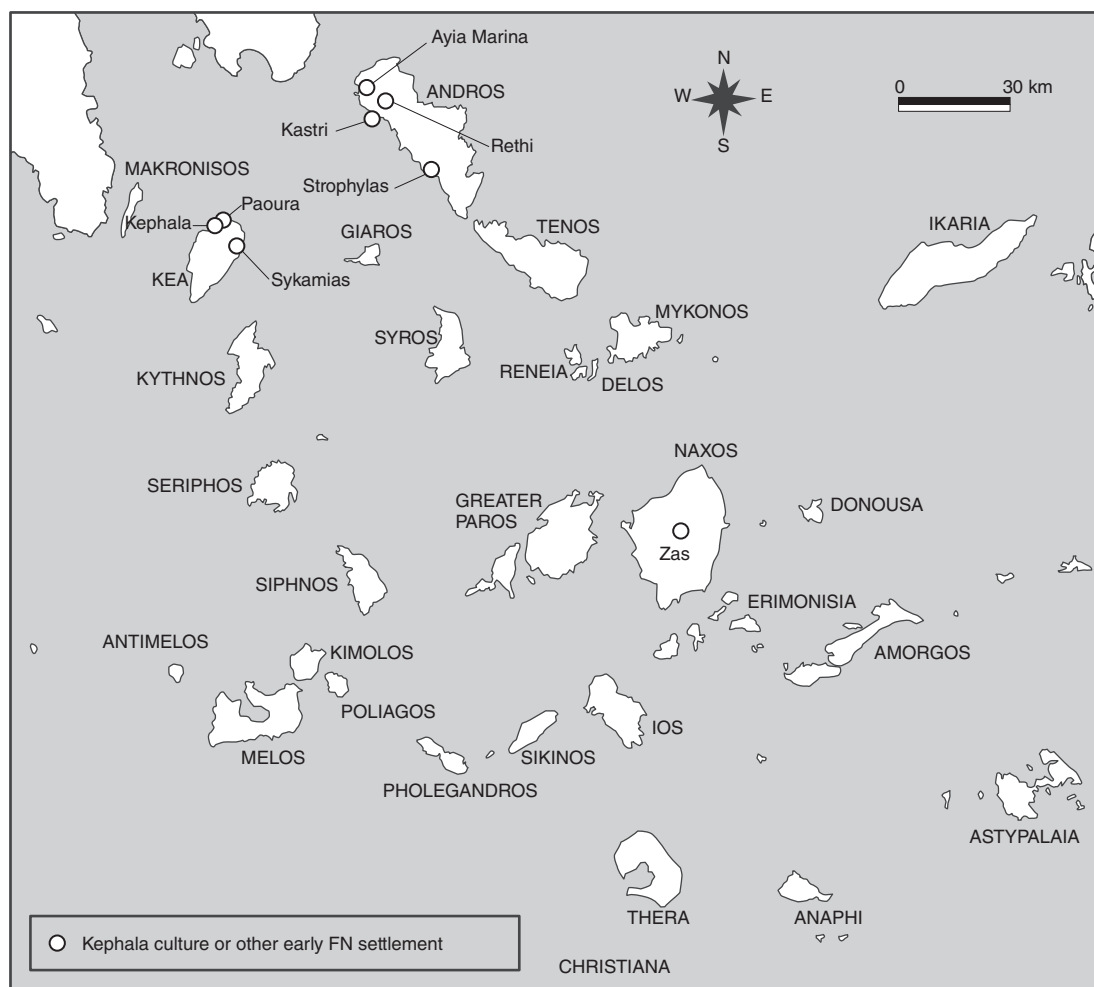 Ayia Marina
N
ANDROS
W
E
0
30 km
Kastri
Rethi
S
MAKRONISOS
Strophylas
Paoura
Kephala
GIAROS
TENOS
IKARIA
KEA
Sykamias
MYKONOS
SYROS
RENEIA
DELOS
KYTHNOS
NAXOS
SERIPHOS
GREATER
PAROS
DONOUSA
Zas
SIPHNOS
ERIMONISIA
ANTIMELOS
KIMOLOS
AMORGOS
POLIAGOS
IOS
MELOS
SIKINOS
PHOLEGANDROS
ASTYPALAIA
THERA
ANAPHI
Kephala culture or other early FN settlement
CHRISTIANA